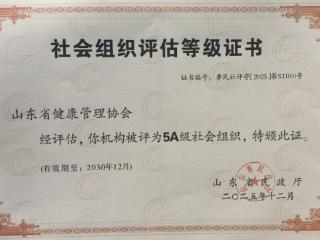 社会组织评估等级证书
证书编号：鲁民社评字[2025]第ST010号
山东省健康管理协会
经评估，你机构被评为5A级社会组织，特颁此证。
(有效期至：2030年12月)
山东省民政厅
二〇二五年十二月